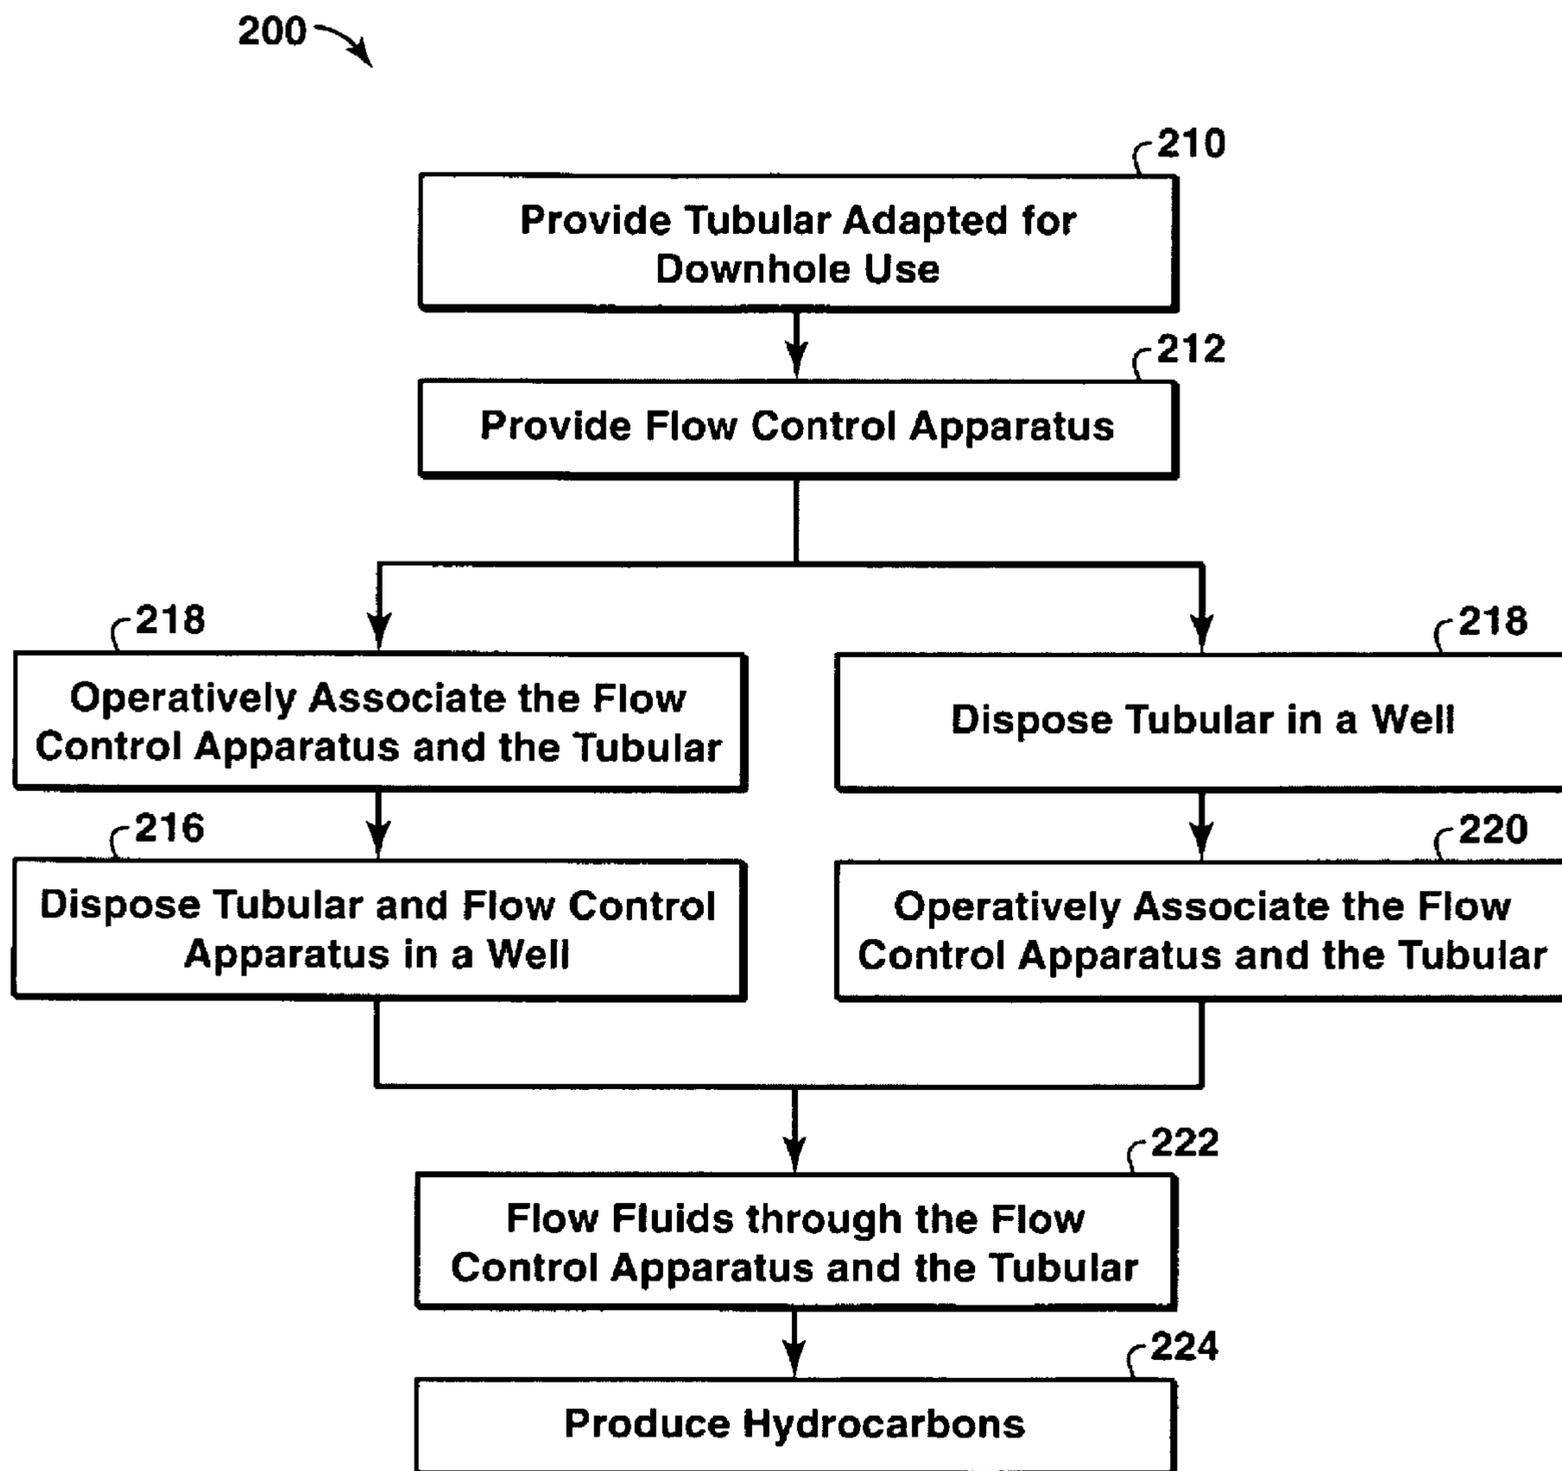 200
210
Provide Tubular Adapted for
Downhole Use
212
Provide Flow Control Apparatus
218
Operatively Associate the Flow
Control Apparatus and the Tubular
218
Dispose Tubular in a Well
216
Dispose Tubular and Flow Control
Apparatus in a Well
220
Operatively Associate the Flow
Control Apparatus and the Tubular
222
Flow Fluids through the Flow
Control Apparatus and the Tubular
224
Produce Hydrocarbons